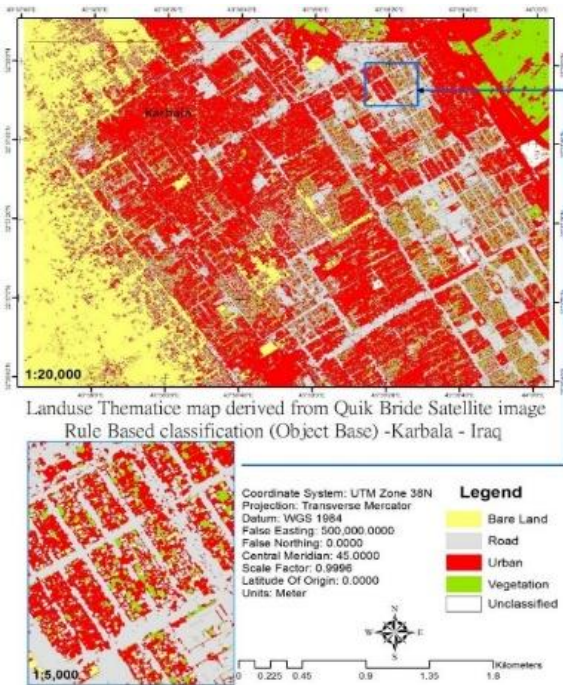 Karbala
1:20,000
Landuse Thematice map derived from Quik Bride Satellite image
Rule Based classification (Object Base) -Karbala - Iraq
Coordinate System: UTM Zone 38N
Projection: Transverse Mercator
Datum: WGS 1984
False Easting: 500,000.0000
False Northing: 0.0000
Central Meridian: 45.0000
Scale Factor: 0.9996
Latitude Of Origin: 0.0000
Units: Meter
Legend
Bare Land
Road
Urban
Vegetation
Unclassified
N
W E
S
1:5,000
Kilometers
0 0.225 0.45 0.9 1.35 1.8